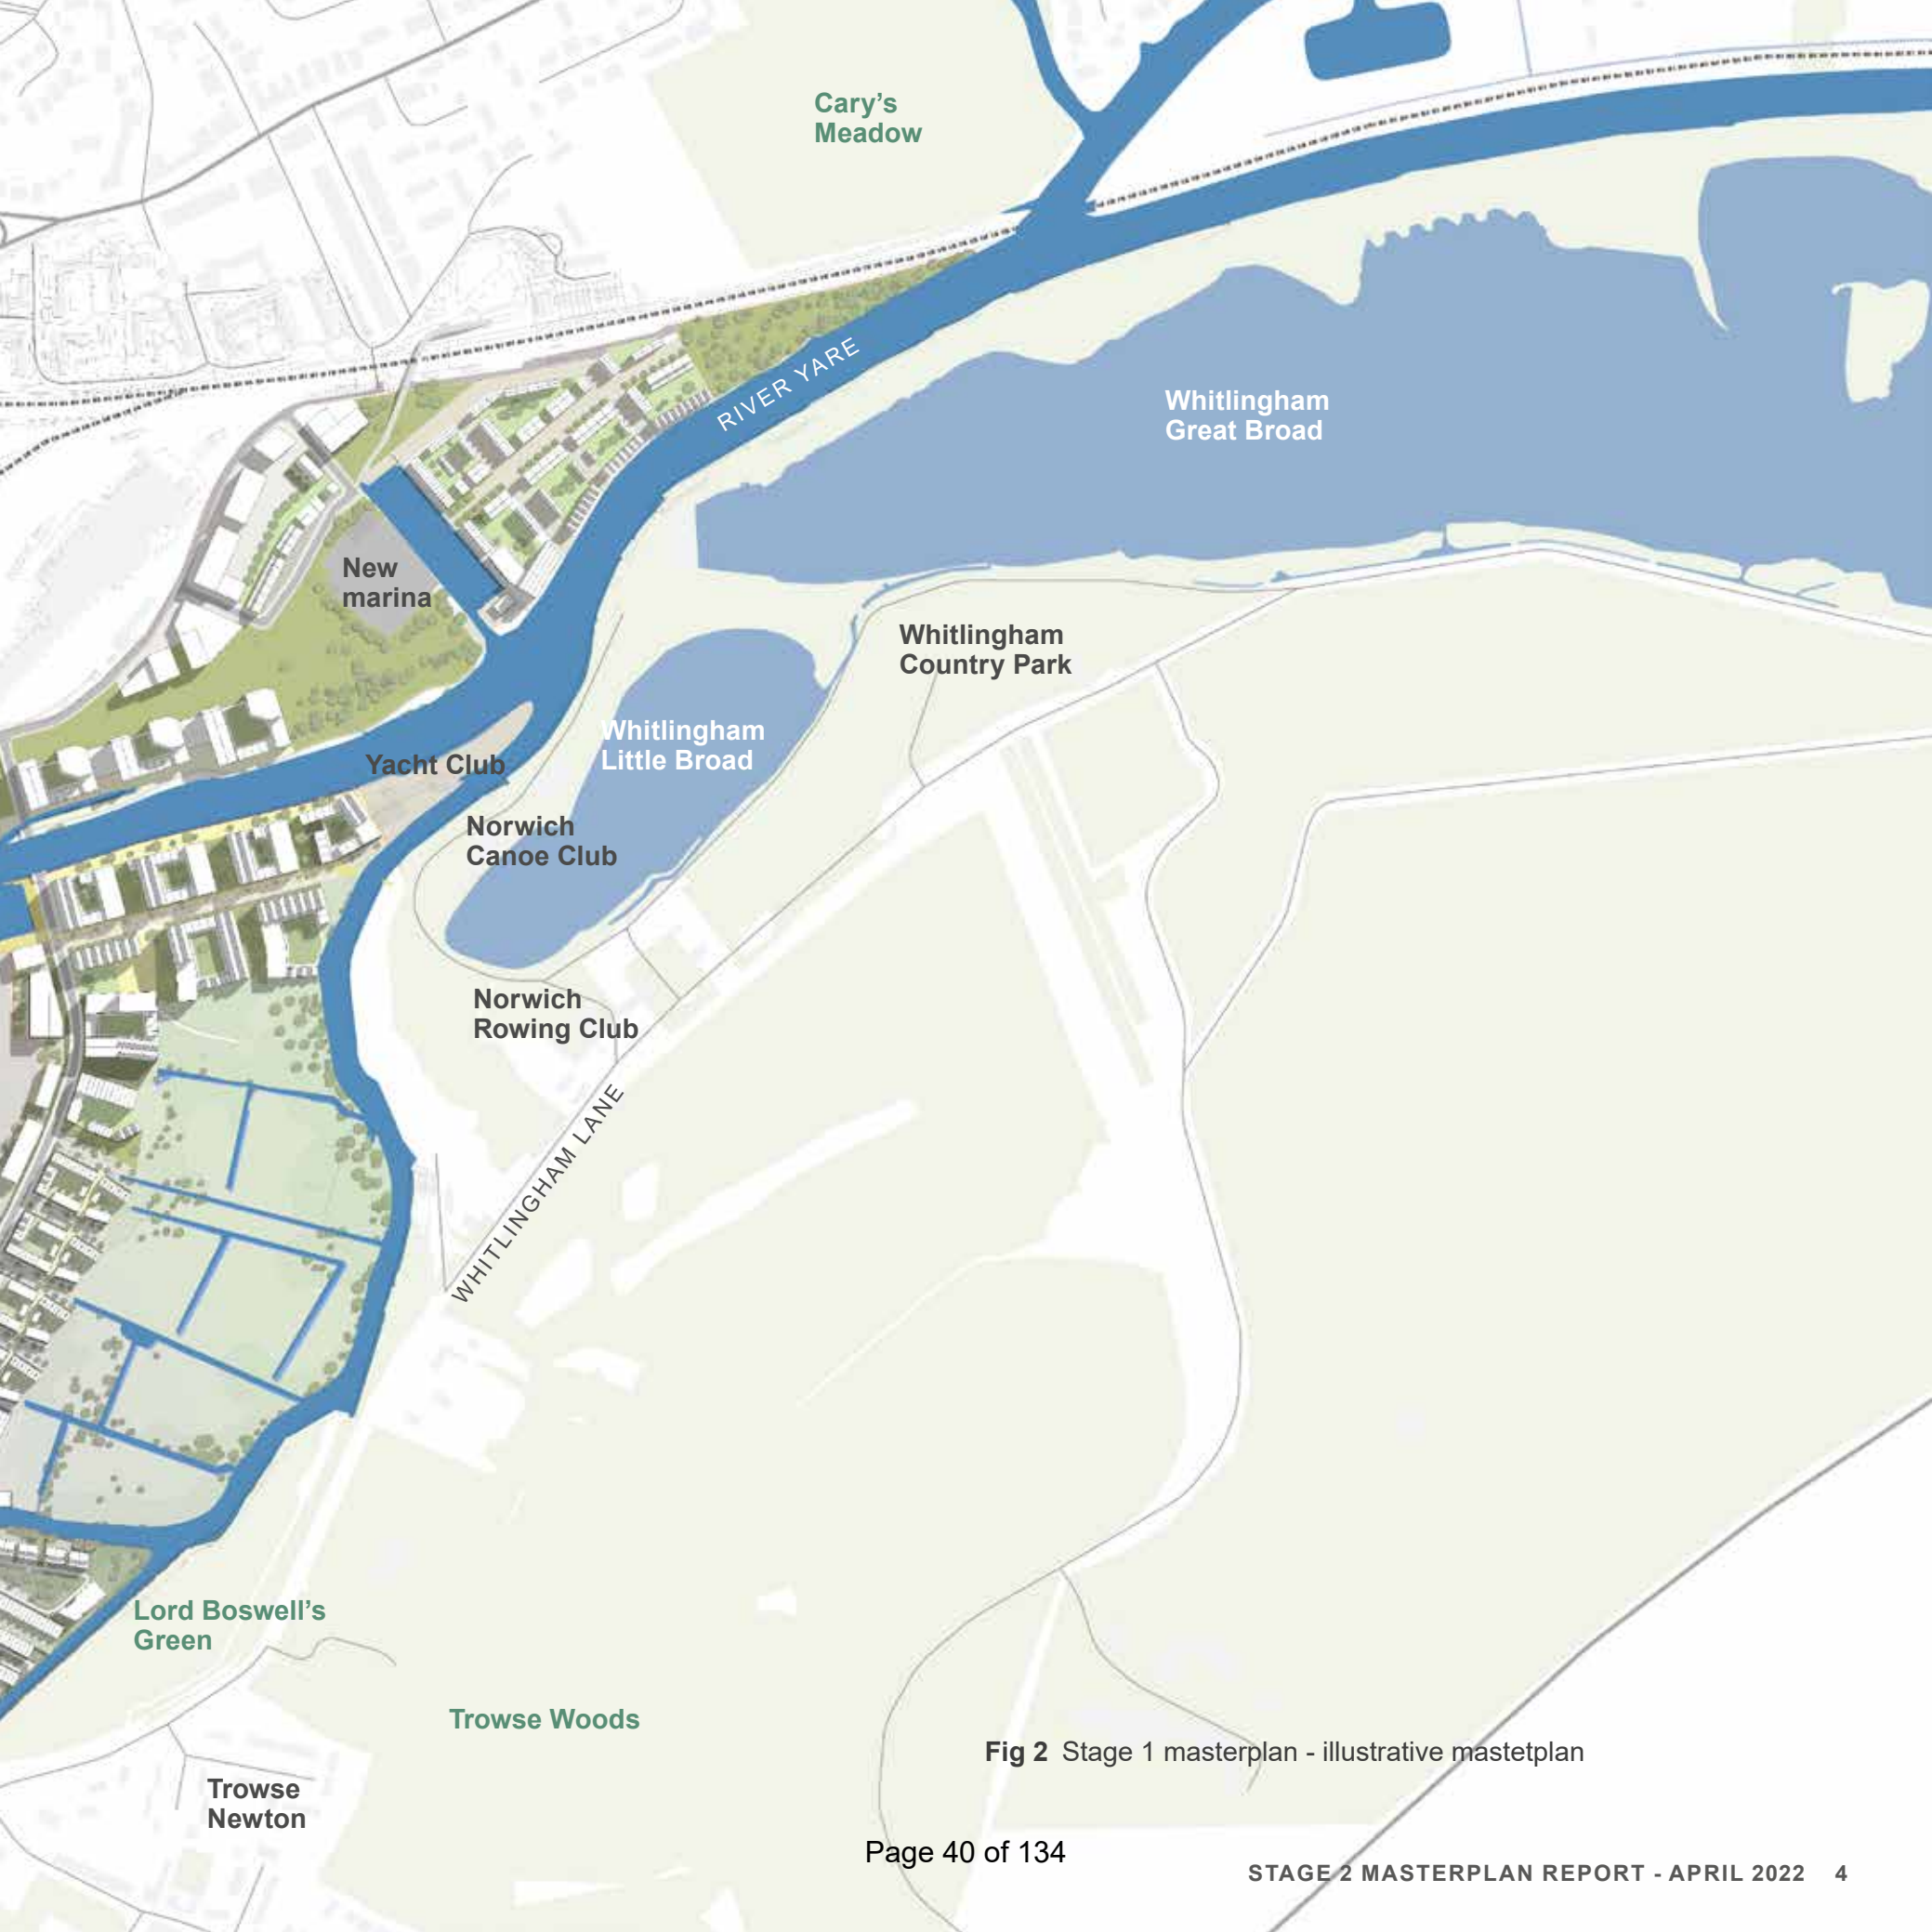 Cary’s
Meadow
RIVER YARE
Whitlingham
Great Broad
New
marina
Whitlingham
Country Park
Whitlingham
Little Broad
Yacht Club
Norwich
Canoe Club
Norwich
Rowing Club
WHITLINGHAM LANE
Lord Boswell’s
Green
Trowse Woods
Fig 2 Stage 1 masterplan - illustrative mastetplan
Trowse
Newton
Page 40 of 134
STAGE 2 MASTERPLAN REPORT - APRIL 2022 4